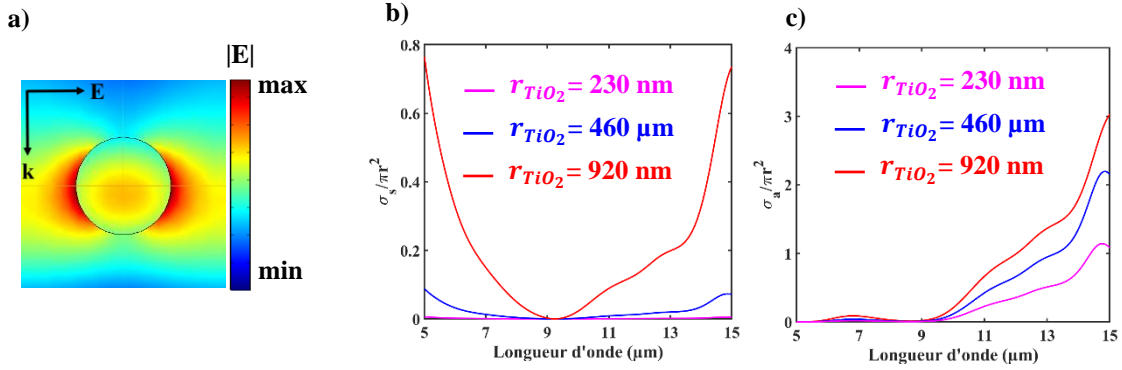 a)
|E|
max
E
k
min
b)
0.8
0.6
0.4
0.2
0
σₛ/πr²
r_TiO₂ = 230 nm
r_TiO₂ = 460 µm
r_TiO₂ = 920 nm
5 7 9 11 13 15
Longueur d'onde (µm)
c)
4
3
2
1
0
σₐ/πr²
r_TiO₂ = 230 nm
r_TiO₂ = 460 µm
r_TiO₂ = 920 nm
5 7 9 11 13 15
Longueur d'onde (µm)